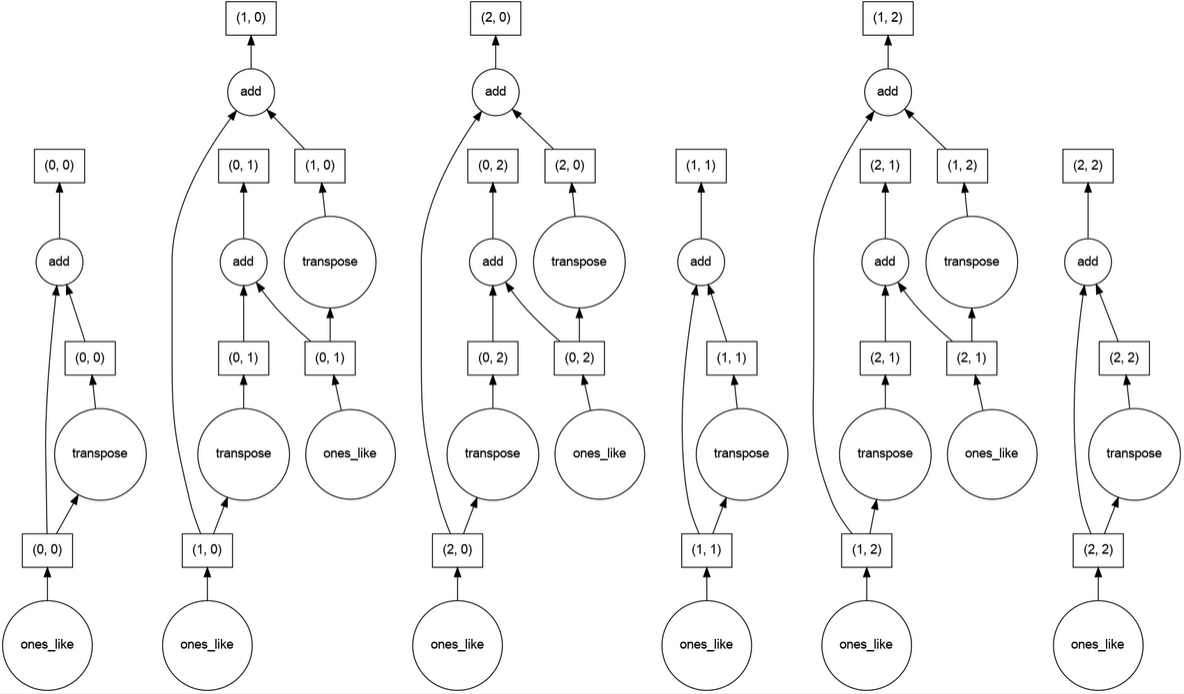 (1, 0) (2, 0) (1, 2)
add add add
(0, 0) (0, 1) (1, 0) (0, 2) (2, 0) (1, 1) (2, 1) (1, 2) (2, 2)
add add transpose add transpose add add transpose add
(0, 0) (0, 1) (0, 1) (0, 2) (0, 2) (1, 1) (2, 1) (2, 1) (2, 2)
transpose transpose ones_like transpose ones_like transpose transpose ones_like transpose
(0, 0) (1, 0) (2, 0) (1, 1) (1, 2) (2, 2)
ones_like ones_like ones_like ones_like ones_like ones_like